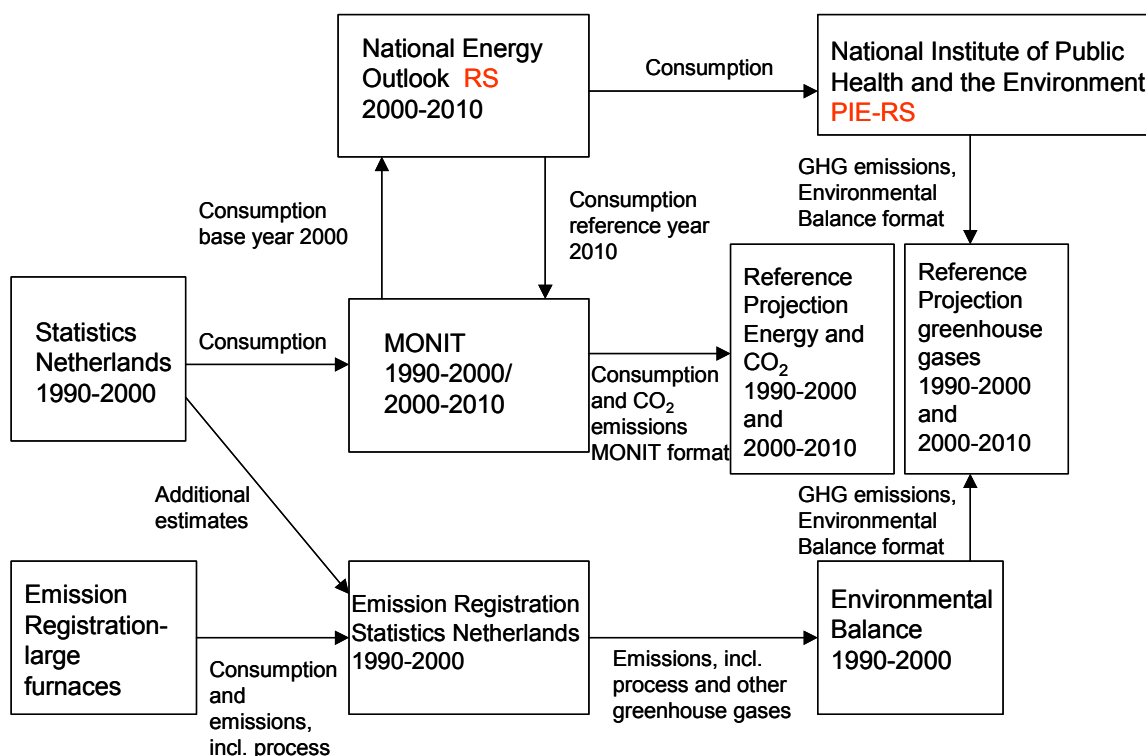 National Energy
Outlook RS
2000-2010
Consumption
National Institute of Public
Health and the Environment
PIE-RS
Consumption
base year 2000
Consumption
reference year
2010
GHG emissions,
Environmental
Balance format
Statistics
Netherlands
1990-2000
Consumption
MONIT
1990-2000/
2000-2010
Consumption
and CO₂
emissions
MONIT format
Reference
Projection
Energy and
CO₂
1990-2000
and
2000-2010
Reference
Projection
greenhouse
gases
1990-2000
and
2000-2010
Additional
estimates
GHG emissions,
Environmental
Balance format
Emission
Registration-
large
furnaces
Consumption
and
emissions,
incl. process
Emission Registration
Statistics Netherlands
1990-2000
Emissions, incl.
process and other
greenhouse gases
Environmental
Balance
1990-2000